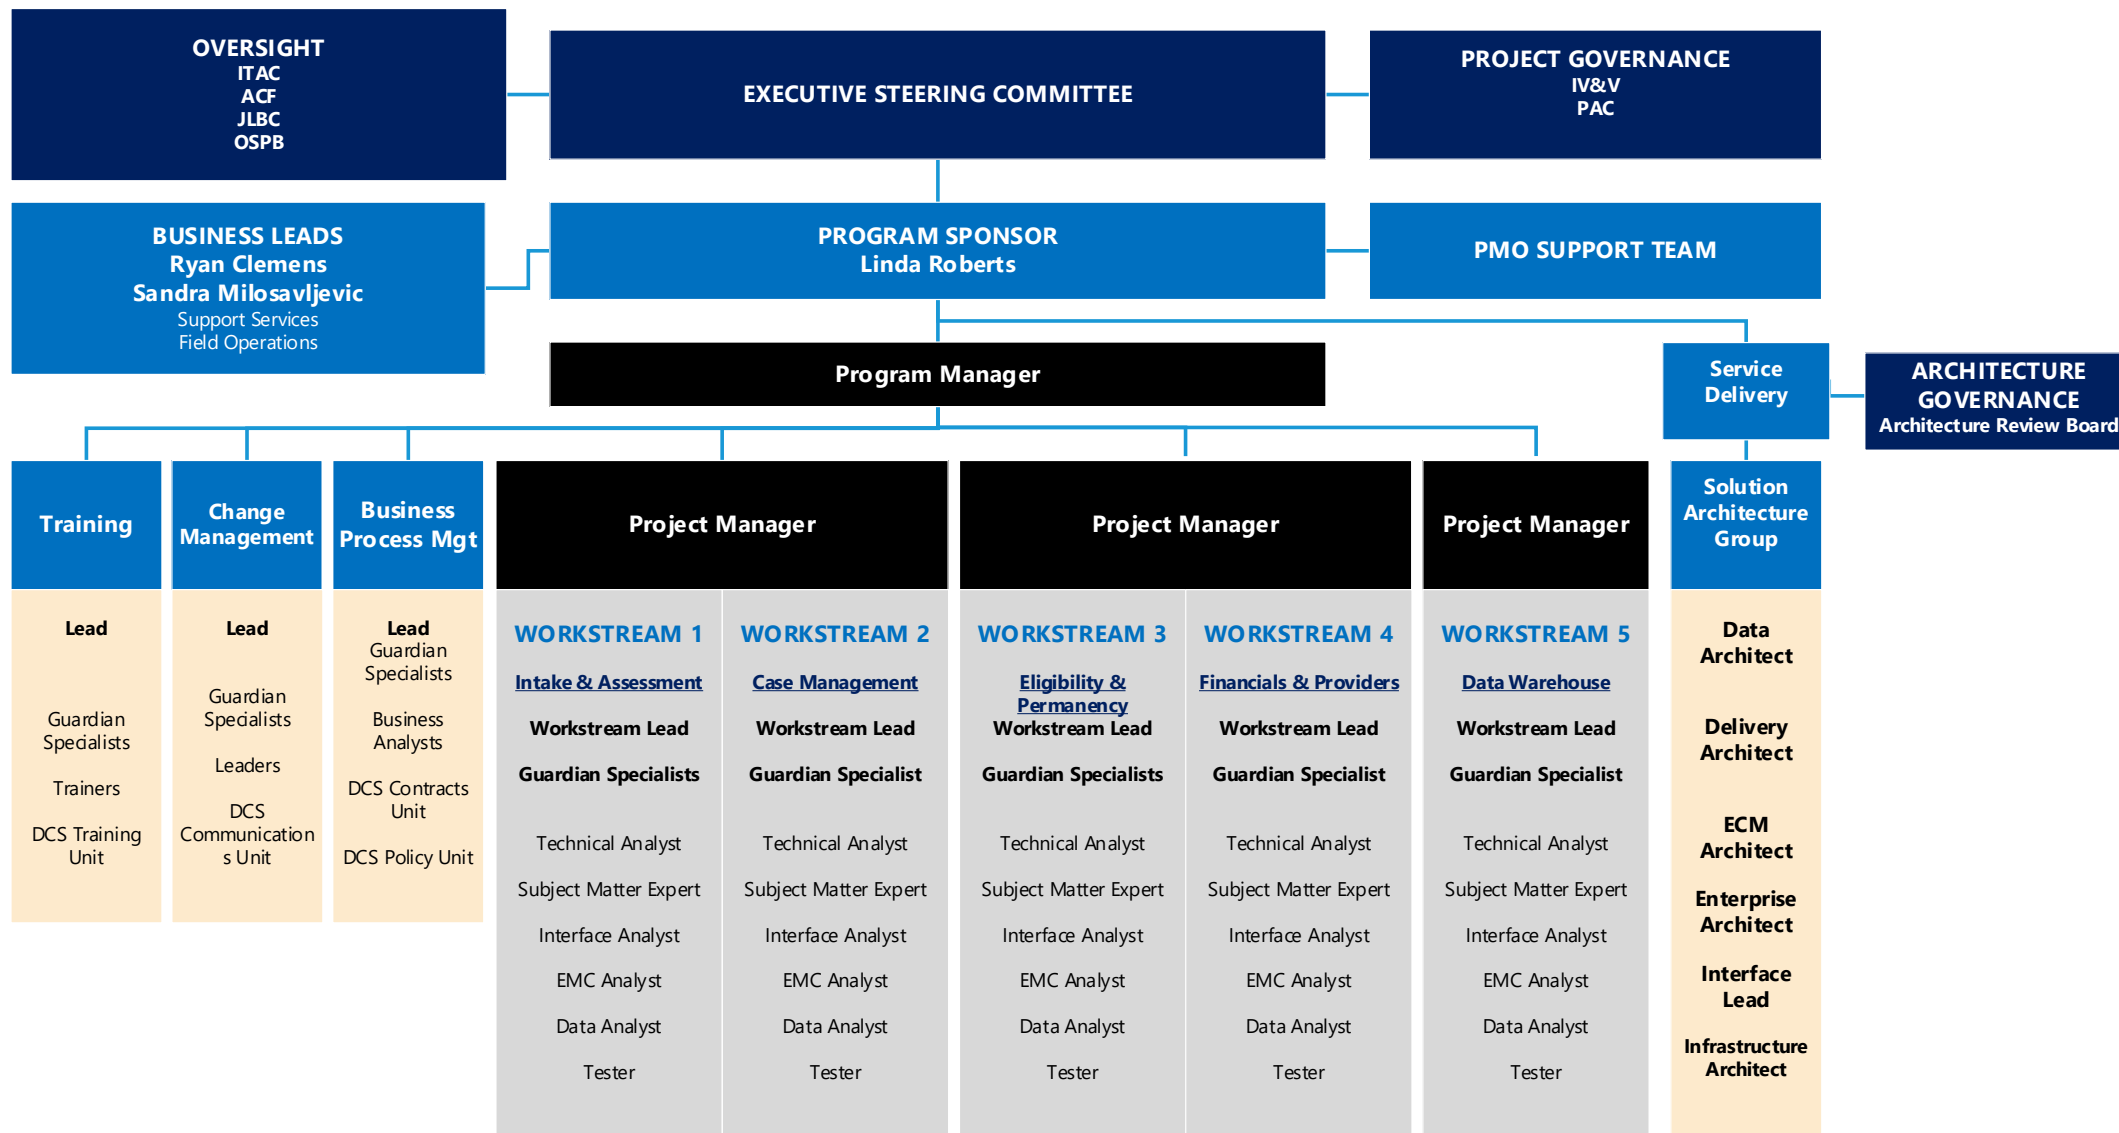 OVERSIGHT
ITAC
ACF
JLBC
OSPB
EXECUTIVE STEERING COMMITTEE
PROJECT GOVERNANCE
IV&V
PAC
BUSINESS LEADS
Ryan Clemens
Sandra Milosavljevic
Support Services
Field Operations
PROGRAM SPONSOR
Linda Roberts
PMO SUPPORT TEAM
Program Manager
Service
Delivery
ARCHITECTURE
GOVERNANCE
Architecture Review Board
Training
Change
Management
Business
Process Mgt
Project Manager
Project Manager
Project Manager
Solution
Architecture
Group
Lead
Guardian
Specialists
Trainers
DCS Training
Unit
Lead
Guardian
Specialists
Leaders
DCS
Communication
s Unit
Lead
Guardian
Specialists
Business
Analysts
DCS Contracts
Unit
DCS Policy Unit
WORKSTREAM 1
Intake & Assessment
Workstream Lead
Guardian Specialists
Technical Analyst
Subject Matter Expert
Interface Analyst
EMC Analyst
Data Analyst
Tester
WORKSTREAM 2
Case Management
Workstream Lead
Guardian Specialist
Technical Analyst
Subject Matter Expert
Interface Analyst
EMC Analyst
Data Analyst
Tester
WORKSTREAM 3
Eligibility &
Permanency
Workstream Lead
Guardian Specialists
Technical Analyst
Subject Matter Expert
Interface Analyst
EMC Analyst
Data Analyst
Tester
WORKSTREAM 4
Financials & Providers
Workstream Lead
Guardian Specialist
Technical Analyst
Subject Matter Expert
Interface Analyst
EMC Analyst
Data Analyst
Tester
WORKSTREAM 5
Data Warehouse
Workstream Lead
Guardian Specialist
Technical Analyst
Subject Matter Expert
Interface Analyst
EMC Analyst
Data Analyst
Tester
Data
Architect
Delivery
Architect
ECM
Architect
Enterprise
Architect
Interface
Lead
Infrastructure
Architect